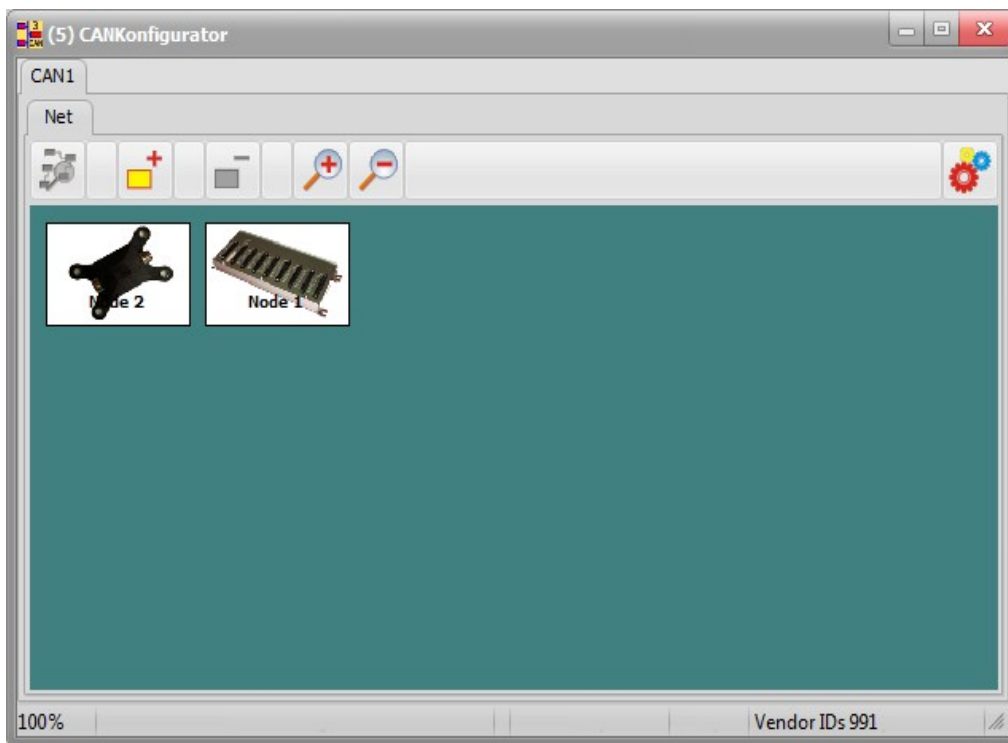 (5) CANKonfigurator
CAN1
Net
Node 2
Node 1
100%
Vendor IDs 991